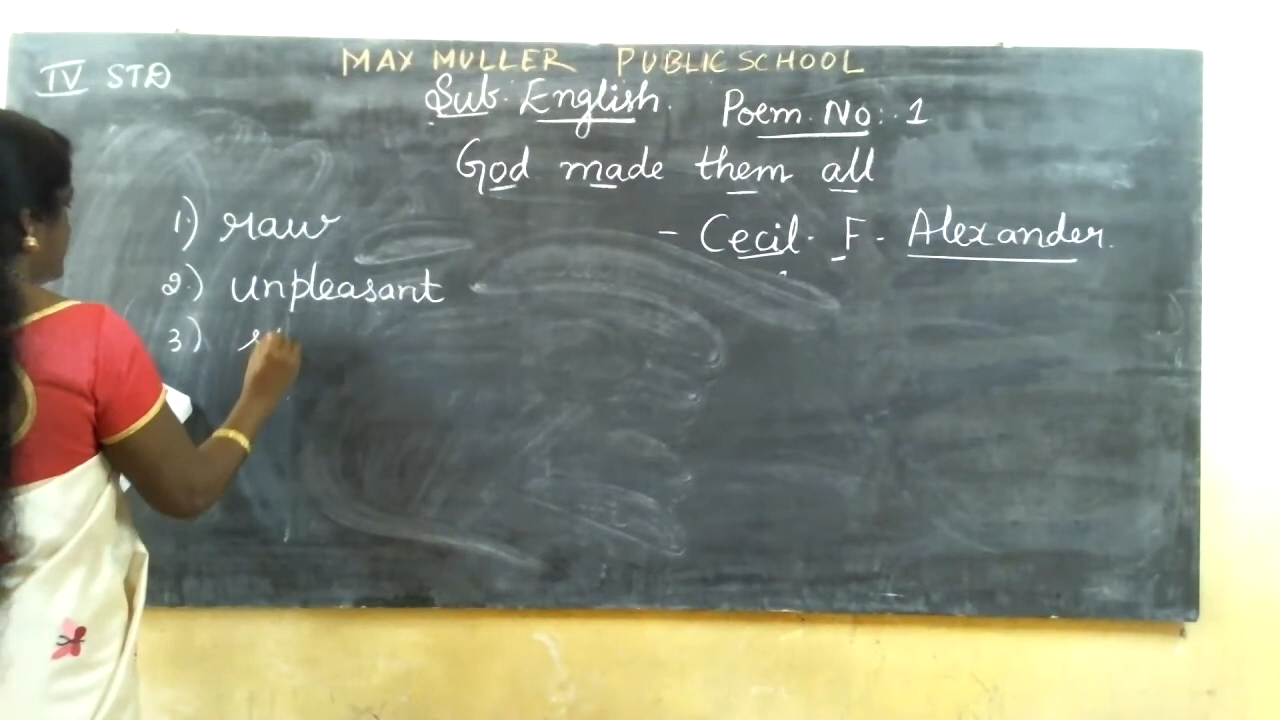 MAX MULLER PUBLIC SCHOOL
IV STD
Sub. English. Poem No: 1
God made them all
- Cecil. F. Alexander.
1.) raw
2.) unpleasant
3.)